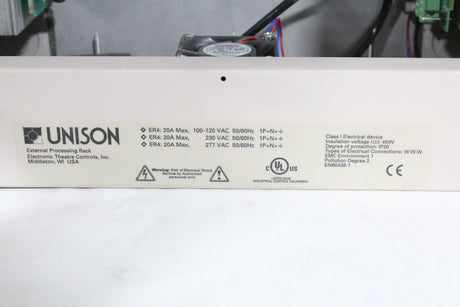 UNISON
External Processing Rack
Electronic Theatre Controls, Inc.
Middleton, WI USA
ER4: 20A Max, 100-120 VAC 50/60Hz 1P+N+
ER4: 20A Max, 230 VAC 50/60Hz 1P+N+
ER4: 20A Max, 277 VAC 50/60Hz 1P+N+
Warning: Risk of Electrical Shock
Service by Authorised
personnel only
C UL US
LISTED
INDUSTRIAL CONTROL EQUIPMENT
Class I Electrical device
Insulation voltage (U): 400V
Degree of protection: IP20
Types of Electrical Connections: W.W.W.
EMC Environment 1
Pollution Degree 2
EN60439-1
CE